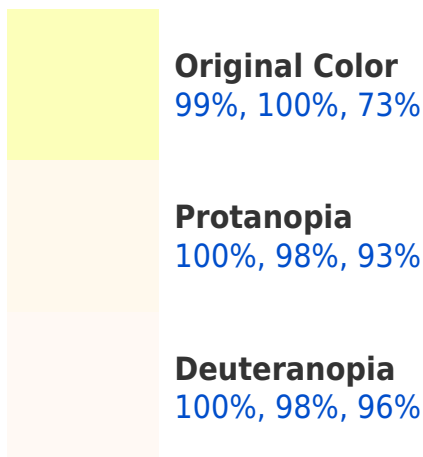 Original Color
99%, 100%, 73%
Protanopia
100%, 98%, 93%
Deuteranopia
100%, 98%, 96%